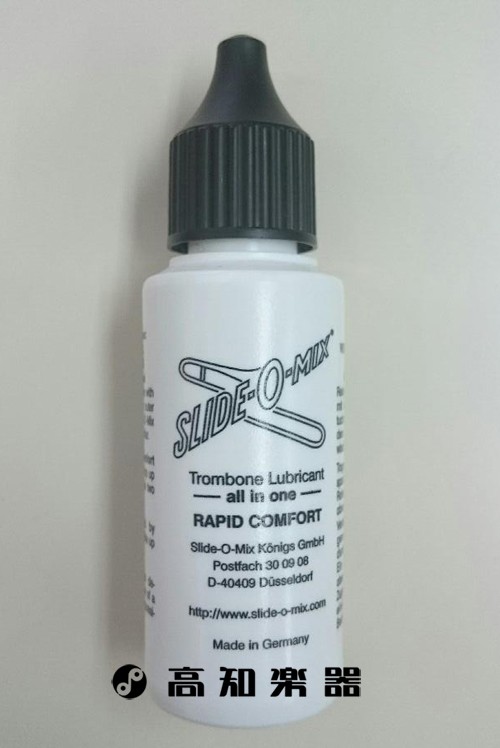 SLIDE-O-MIX®
Trombone Lubricant
all in one
RAPID COMFORT
Slide-O-Mix Königs GmbH
Postfach 30 09 08
D-40409 Düsseldorf
http://www.slide-o-mix.com
Made in Germany
高知楽器